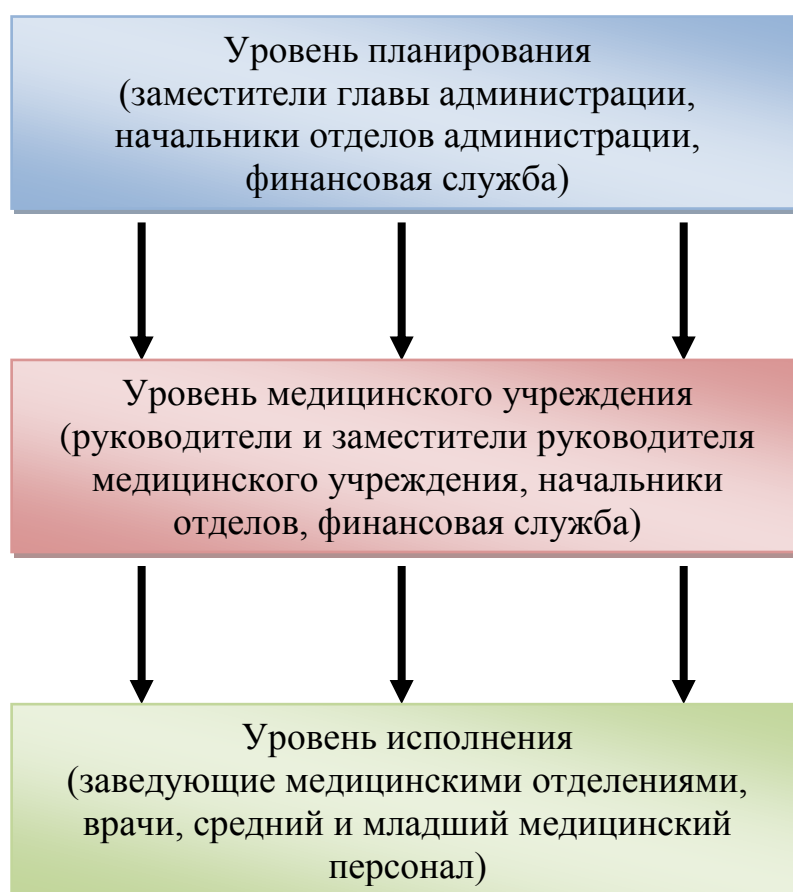 Уровень планирования
(заместители главы администрации,
начальники отделов администрации,
финансовая служба)
Уровень медицинского учреждения
(руководители и заместители руководителя
медицинского учреждения, начальники
отделов, финансовая служба)
Уровень исполнения
(заведующие медицинскими отделениями,
врачи, средний и младший медицинский
персонал)